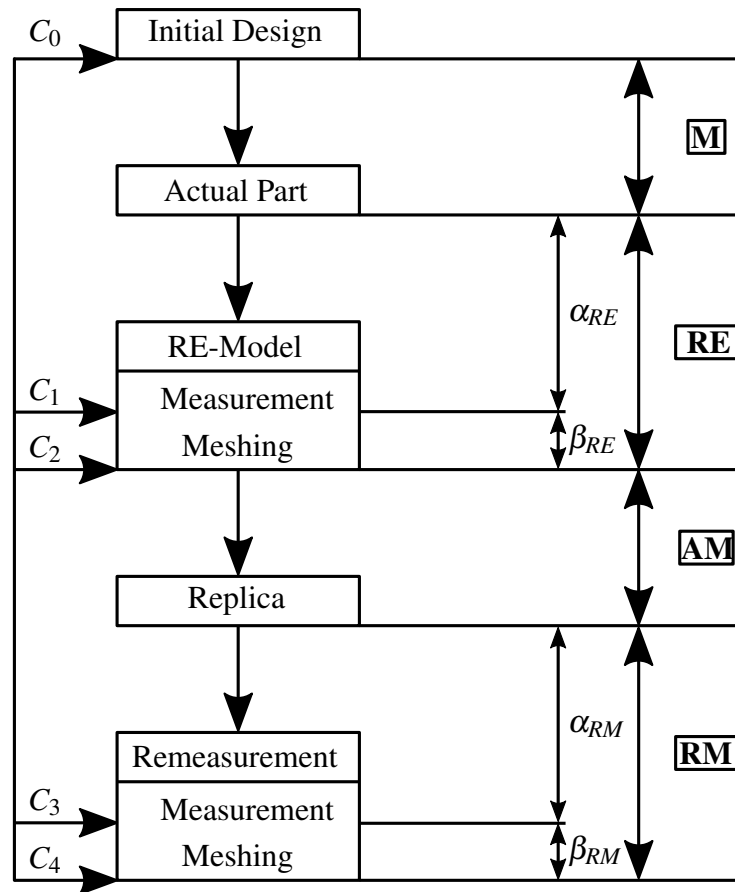 C0
Initial Design
M
Actual Part
αRE
RE-Model
RE
C1
Measurement
C2
Meshing
βRE
AM
Replica
αRM
Remeasurement
RM
C3
Measurement
C4
Meshing
βRM